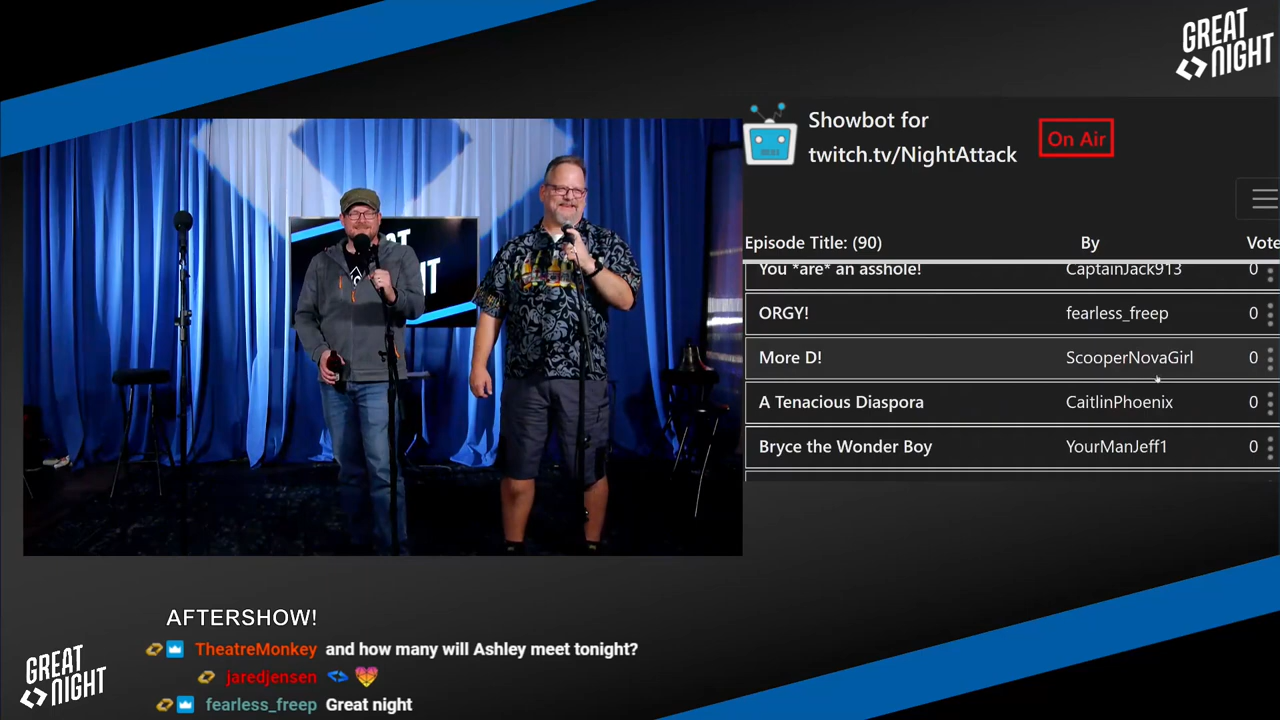 GREAT
NIGHT
Showbot for
twitch.tv/NightAttack
On Air
Episode Title: (90) By Vote
You *are* an asshole! CaptainJack913 0
ORGY! fearless_freep 0
More D! ScooperNovaGirl 0
A Tenacious Diaspora CaitlinPhoenix 0
Bryce the Wonder Boy YourManJeff1 0
AFTERSHOW!
TheatreMonkey and how many will Ashley meet tonight?
jaredjensen
fearless_freep Great night
GREAT
NIGHT